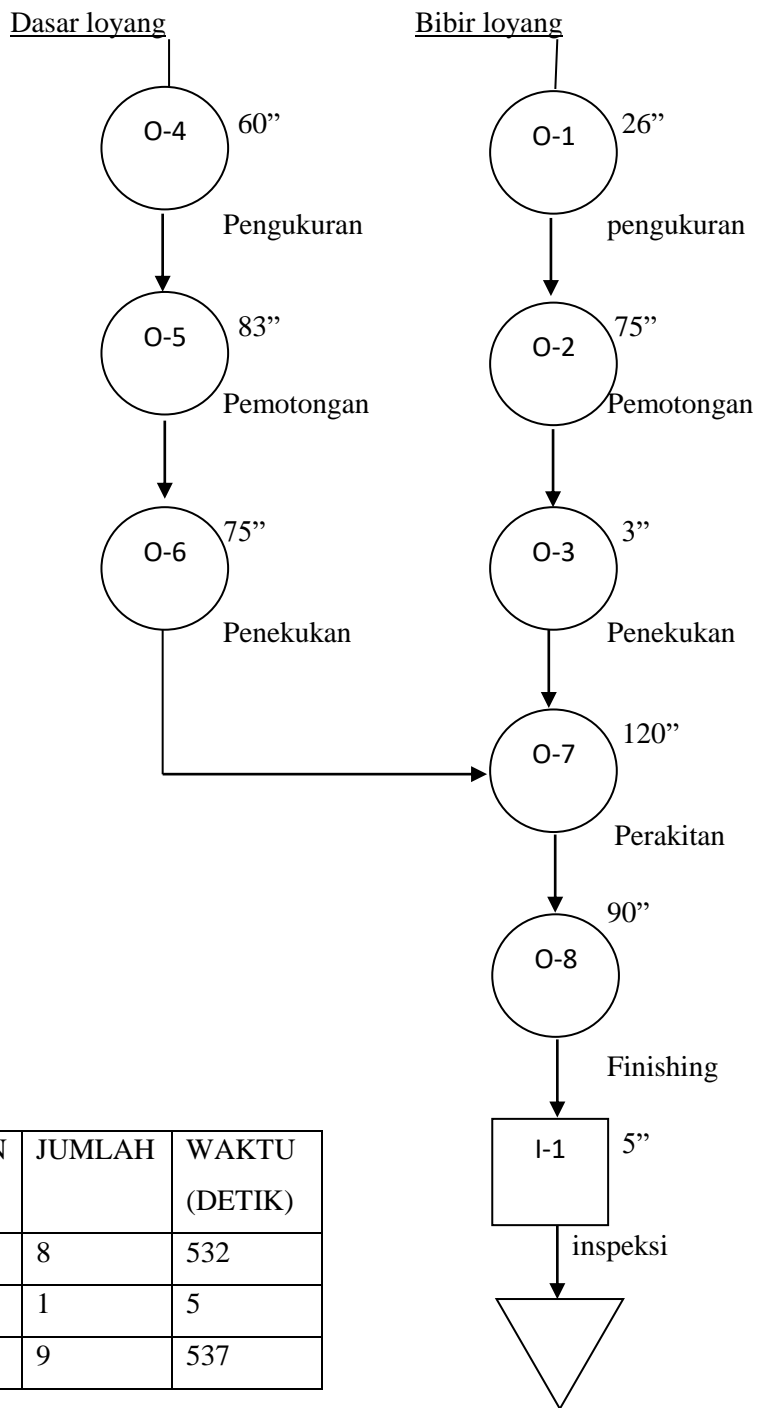 Dasar loyang
Bibir loyang
O-4
60”
Pengukuran
O-5
83”
Pemotongan
O-6
75”
Penekukan
O-1
26”
pengukuran
O-2
75”
Pemotongan
O-3
3”
Penekukan
O-7
120”
Perakitan
O-8
90”
Finishing
I-1
5”
inspeksi
N JUMLAH WAKTU
(DETIK)
8 532
1 5
9 537